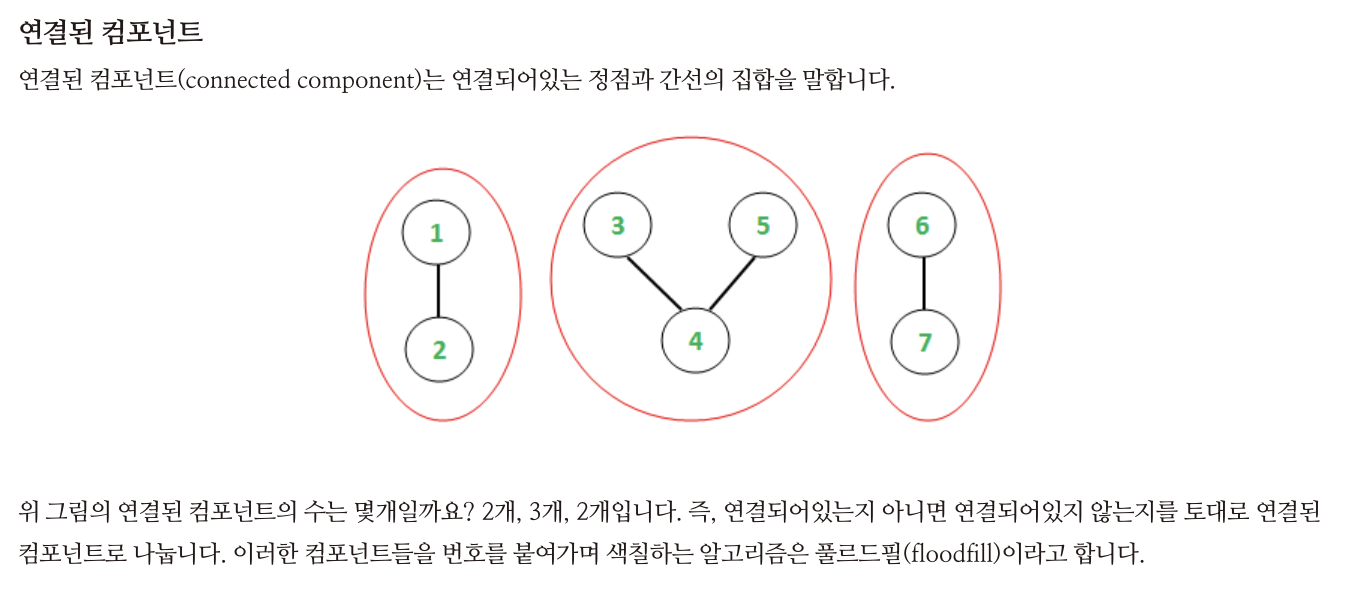 연결된 컴포넌트
연결된 컴포넌트(connected component)는 연결되어있는 정점과 간선의 집합을 말합니다.
1
3
5
6
2
4
7
위 그림의 연결된 컴포넌트의 수는 몇개일까요? 2개, 3개, 2개입니다. 즉, 연결되어있는지 아니면 연결되어있지 않는지를 토대로 연결된
컴포넌트로 나눕니다. 이러한 컴포넌트들을 번호를 붙여가며 색칠하는 알고리즘은 풀르드필(floodfill)이라고 합니다.